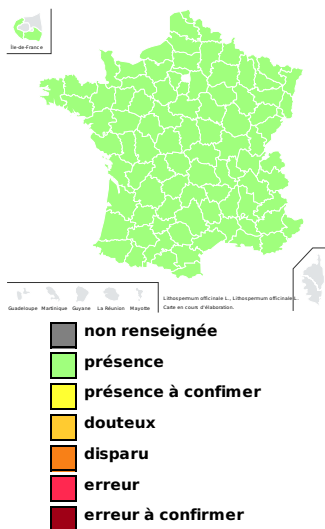 Île-de-France
Lithospermum officinale L., Lithospermum officinale L.
Carte en cours d'élaboration.
Guadeloupe Martinique Guyane La Réunion Mayotte
non renseignée
présence
présence à confimer
douteux
disparu
erreur
erreur à confirmer